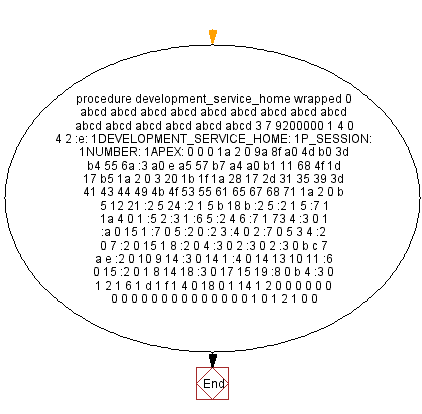 procedure development_service_home wrapped 0
abcd abcd abcd abcd abcd abcd abcd abcd abcd
abcd abcd abcd abcd abcd abcd 3 7 9200000 1 4 0
4 2 :e: 1DEVELOPMENT_SERVICE_HOME: 1P_SESSION:
1NUMBER: 1APEX: 0 0 0 1a 2 0 9a 8f a0 4d b0 3d
b4 55 6a :3 a0 e a5 57 b7 a4 a0 b1 11 68 4f 1d
17 b5 1a 2 0 3 20 1b 1f 1a 28 17 2d 31 35 39 3d
41 43 44 49 4b 4f 53 55 61 65 67 68 71 1a 2 0 b
5 12 21 :2 5 24 :2 1 5 b 18 b :2 5 :2 1 5 :7 1
1a 4 0 1 :5 2 :3 1 :6 5 :2 4 6 :7 1 73 4 :3 0 1
:a 0 15 1 :7 0 5 :2 0 :2 3 :4 0 2 :7 0 5 3 4 :2
0 7 :2 0 15 1 8 :2 0 4 :3 0 2 :3 0 2 :3 0 b c 7
a e :2 0 10 9 14 :3 0 14 1 :4 0 14 13 10 11 :6
0 15 :2 0 1 8 14 18 :3 0 17 15 19 :8 0 b 4 :3 0
1 2 1 6 1 d 1 f 1 4 0 18 0 1 14 1 2 0 0 0 0 0 0
0 0 0 0 0 0 0 0 0 0 0 0 0 0 1 0 1 2 1 0 0
End